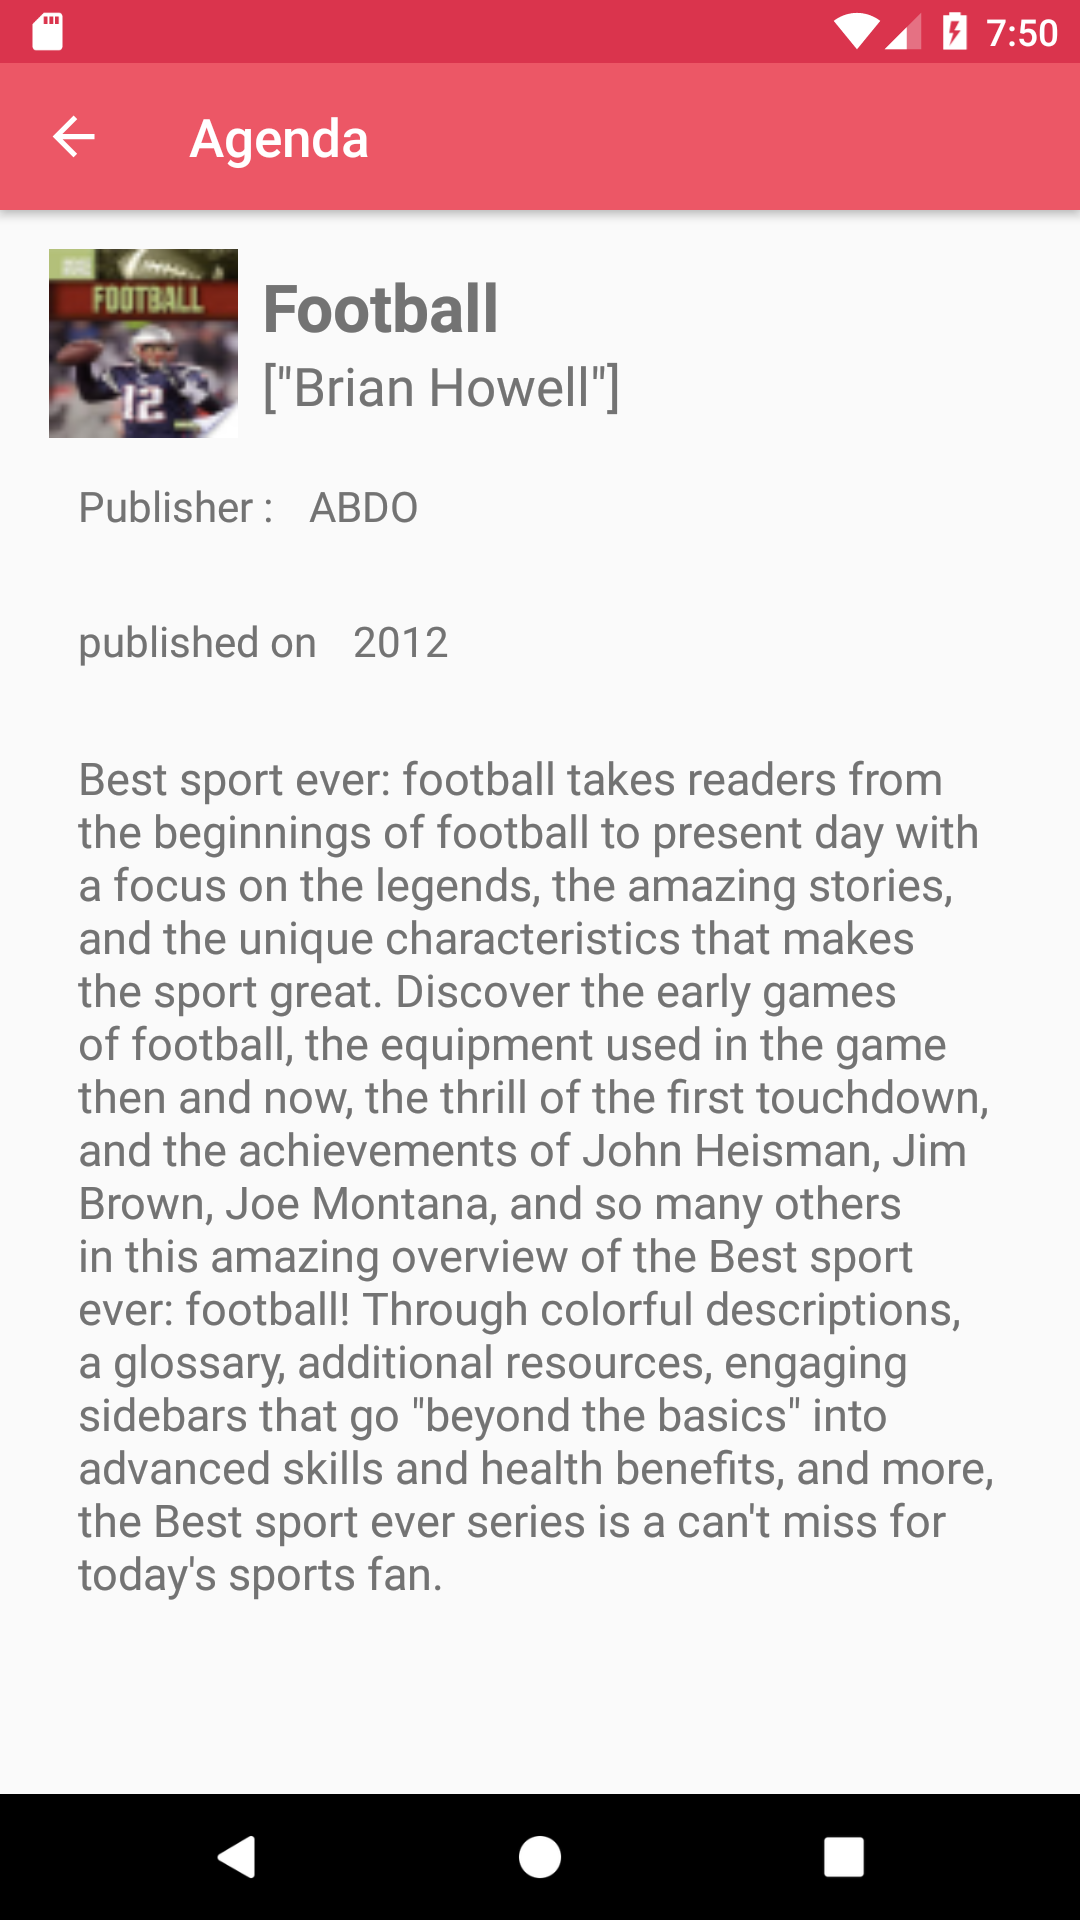 7:50
Agenda
FOOTBALL
12
Football
["Brian Howell"]
Publisher : ABDO
published on 2012
Best sport ever: football takes readers from
the beginnings of football to present day with
a focus on the legends, the amazing stories,
and the unique characteristics that makes
the sport great. Discover the early games
of football, the equipment used in the game
then and now, the thrill of the first touchdown,
and the achievements of John Heisman, Jim
Brown, Joe Montana, and so many others
in this amazing overview of the Best sport
ever: football! Through colorful descriptions,
a glossary, additional resources, engaging
sidebars that go "beyond the basics" into
advanced skills and health benefits, and more,
the Best sport ever series is a can't miss for
today's sports fan.